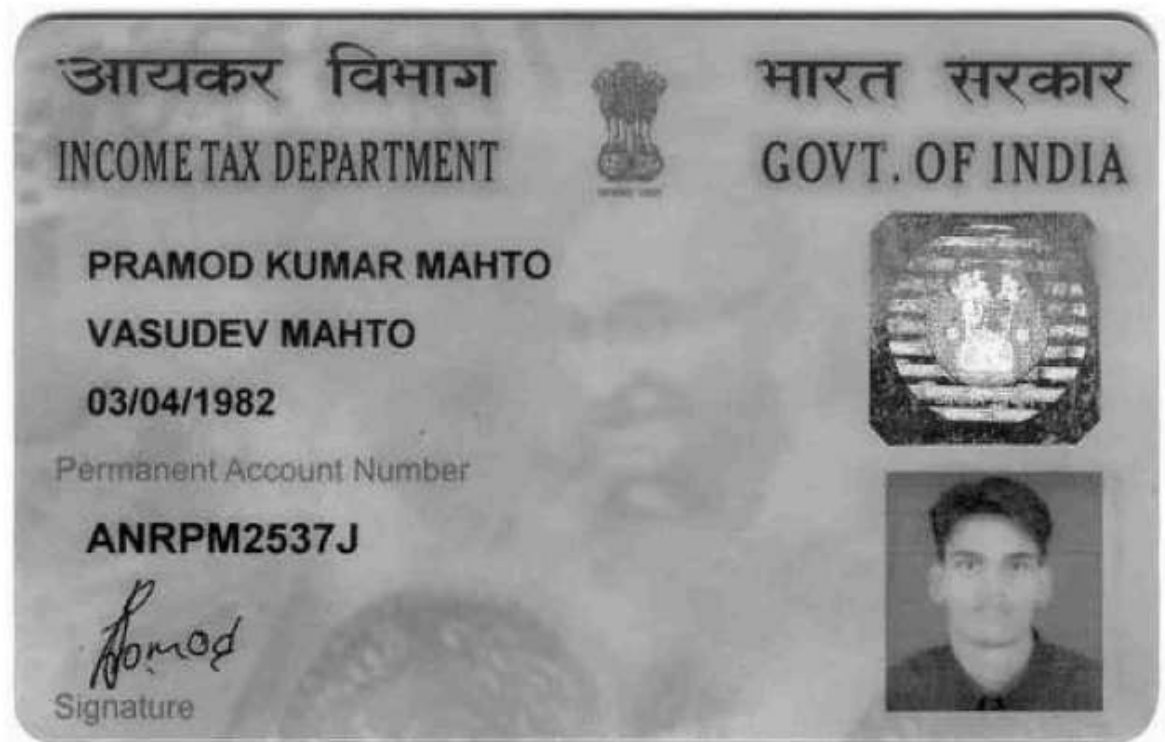 आयकर विभाग
भारत सरकार
INCOME TAX DEPARTMENT
GOVT. OF INDIA
PRAMOD KUMAR MAHTO
VASUDEV MAHTO
03/04/1982
Permanent Account Number
ANRPM2537J
Pramod
Signature